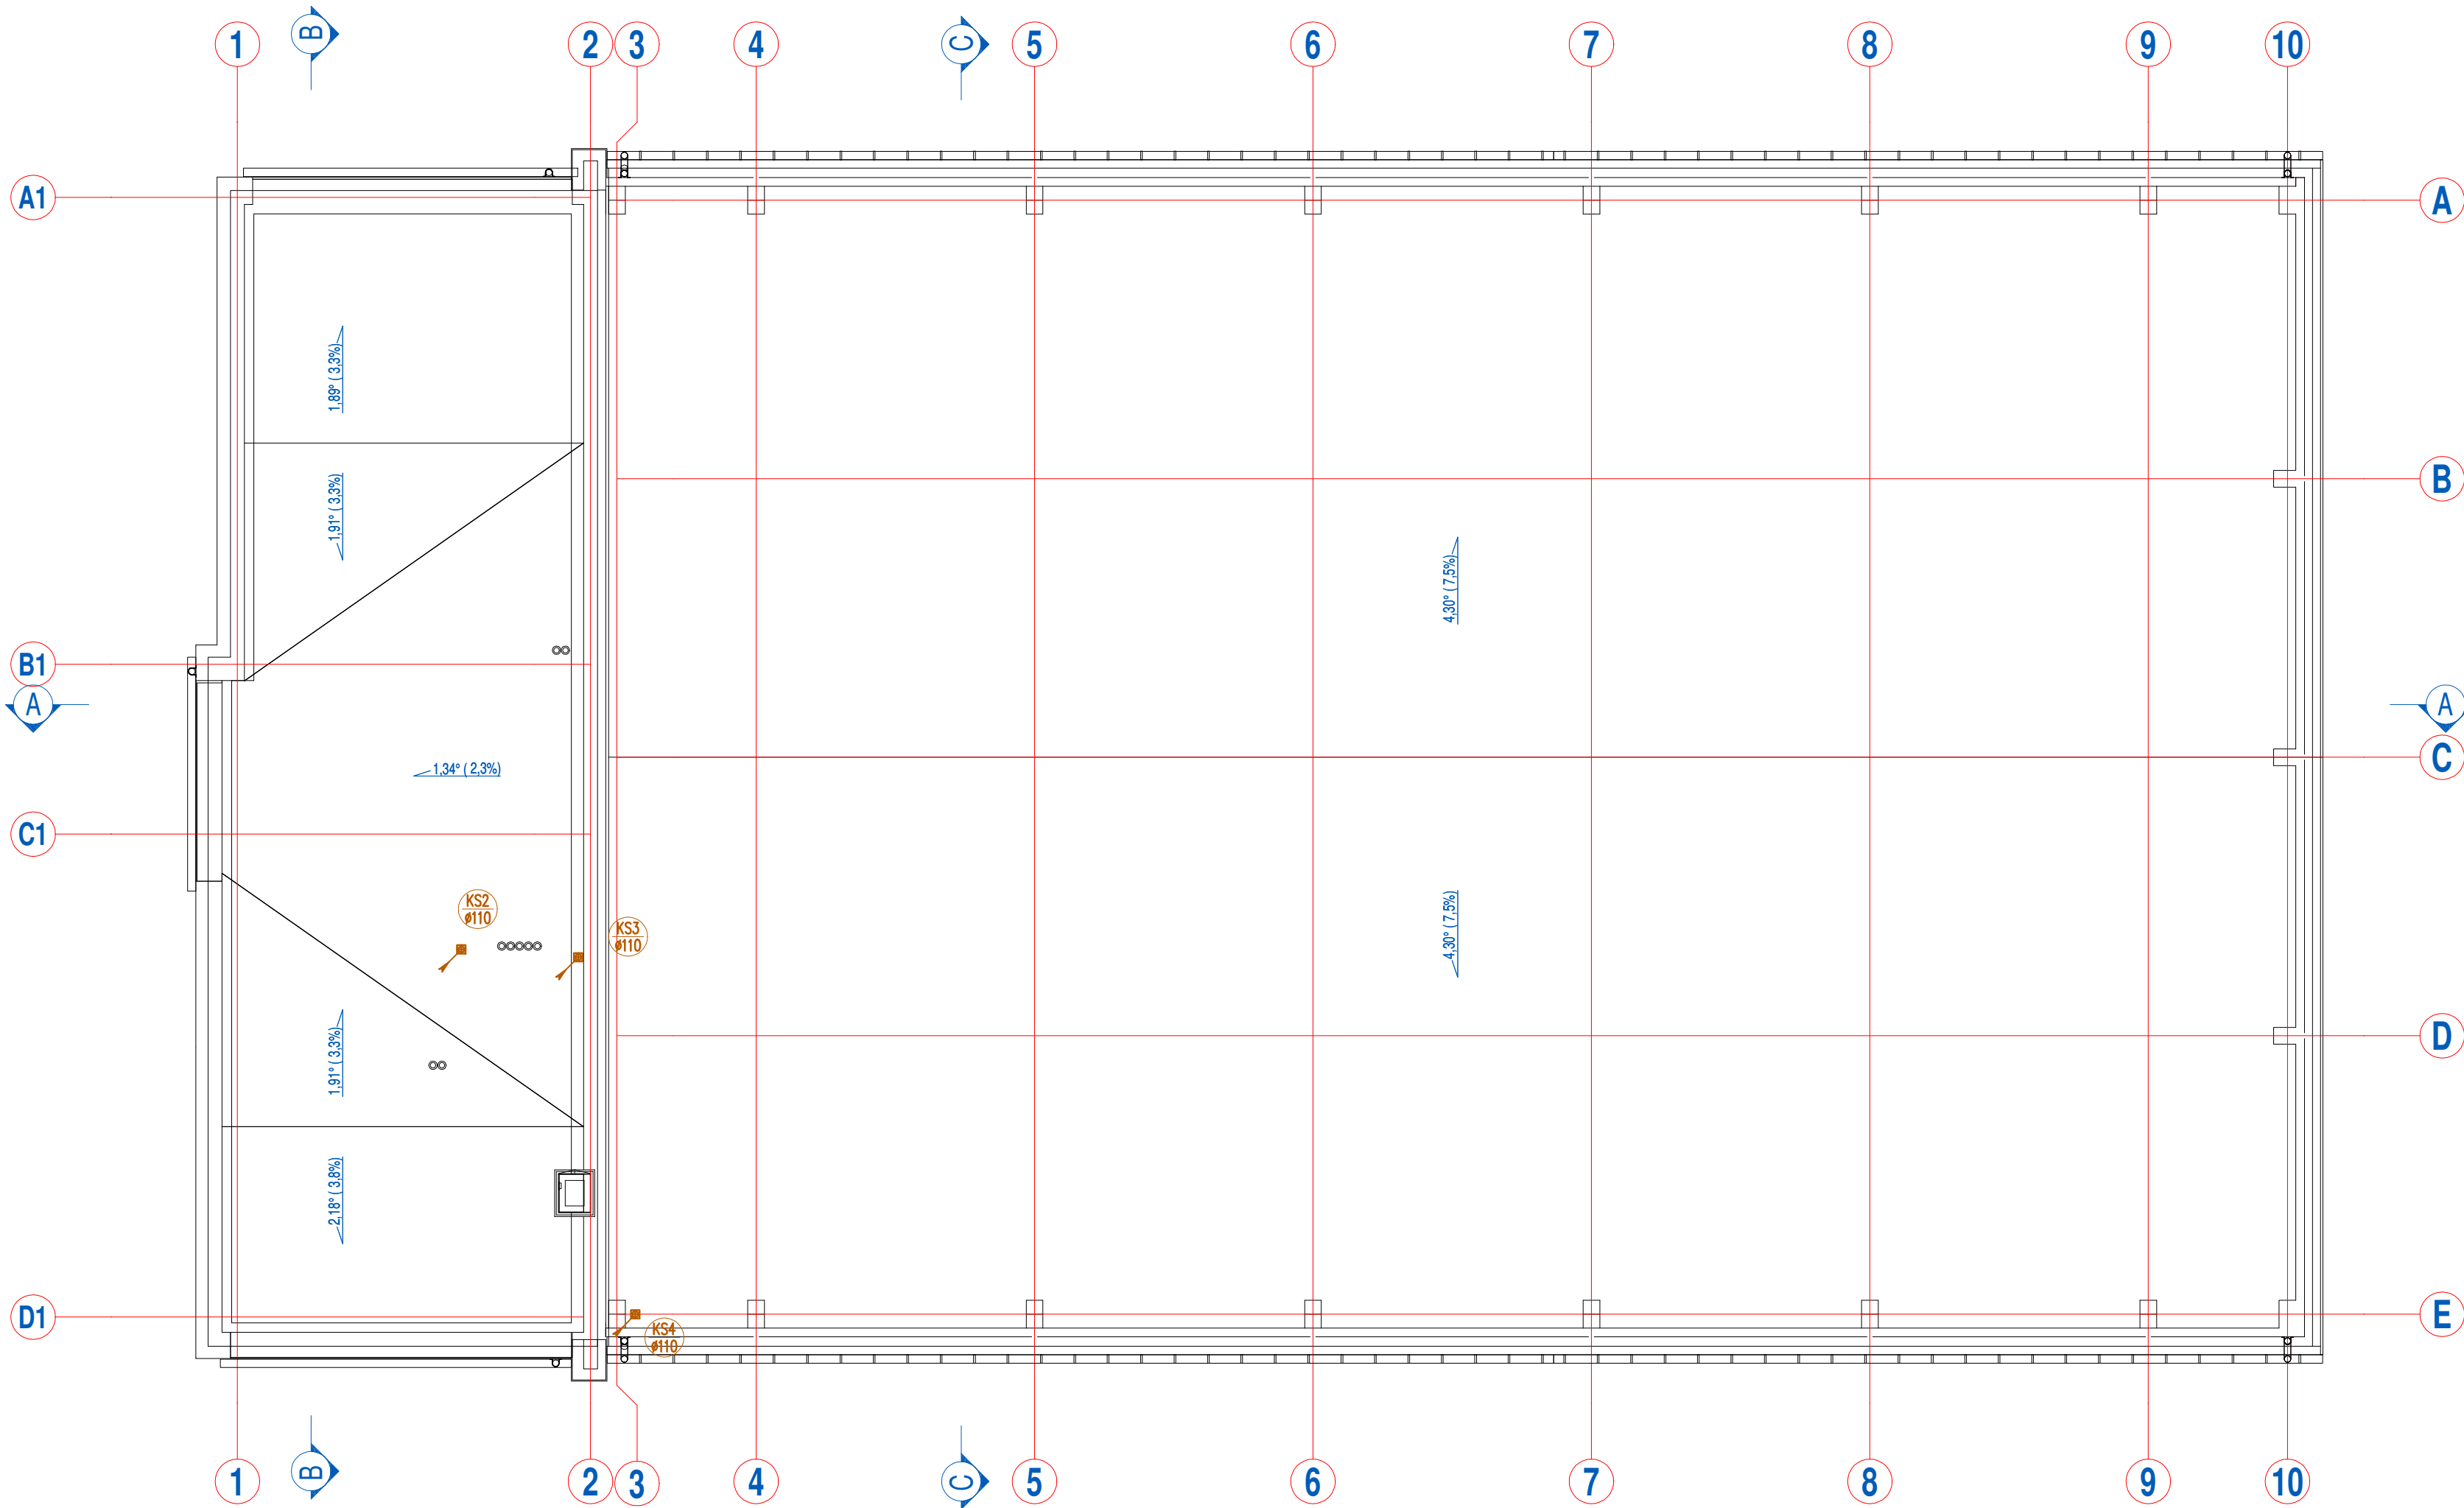 B
C
1
2
3
4
5
6
7
8
9
10
A1
A
1,89° ( 3,3%)
B
1,91° ( 3,3%)
4,30° ( 7,5%)
B1
A
A
C
1,34° ( 2,3%)
C1
KS2
ø110
KS3
ø110
4,30° ( 7,5%)
D
1,91° ( 3,3%)
2,18° ( 3,8%)
D1
E
KS4
ø110
B
C
1
2
3
4
5
6
7
8
9
10